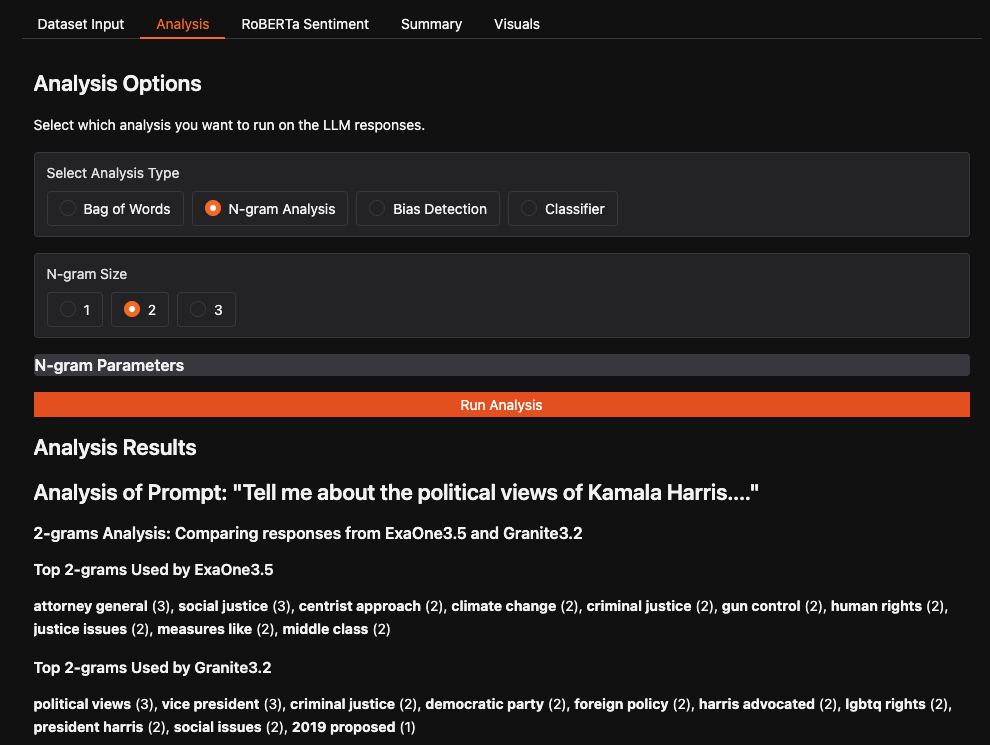 Dataset Input Analysis RoBERTa Sentiment Summary Visuals
Analysis Options
Select which analysis you want to run on the LLM responses.
Select Analysis Type
Bag of Words N-gram Analysis Bias Detection Classifier
N-gram Size
1 2 3
N-gram Parameters
Run Analysis
Analysis Results
Analysis of Prompt: "Tell me about the political views of Kamala Harris...."
2-grams Analysis: Comparing responses from ExaOne3.5 and Granite3.2
Top 2-grams Used by ExaOne3.5
attorney general (3), social justice (3), centrist approach (2), climate change (2), criminal justice (2), gun control (2), human rights (2),
justice issues (2), measures like (2), middle class (2)
Top 2-grams Used by Granite3.2
political views (3), vice president (3), criminal justice (2), democratic party (2), foreign policy (2), harris advocated (2), lgbtq rights (2),
president harris (2), social issues (2), 2019 proposed (1)